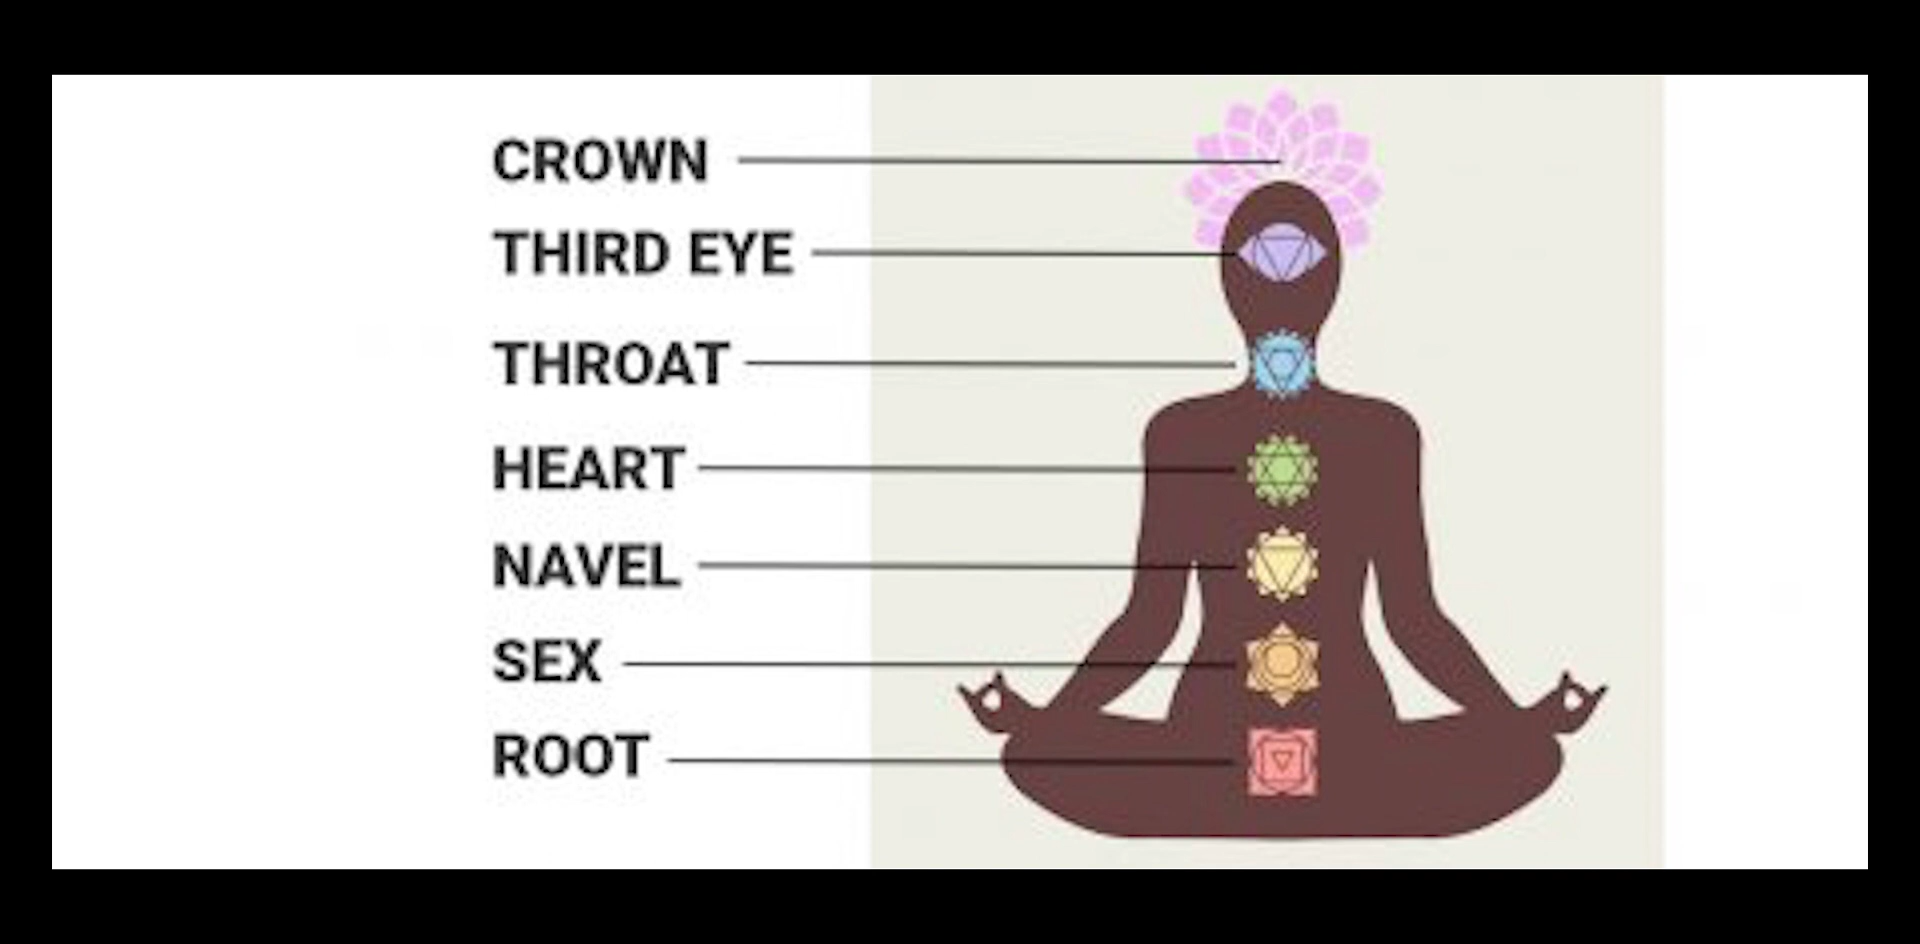 CROWN
THIRD EYE
THROAT
HEART
NAVEL
SEX
ROOT